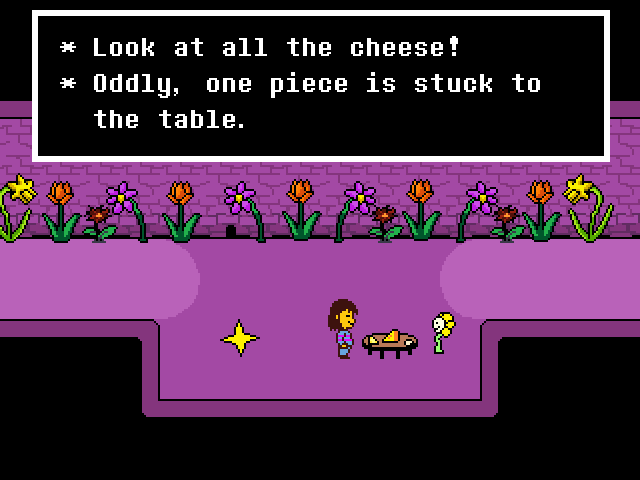 * Look at all the cheese!
* Oddly, one piece is stuck to
the table.